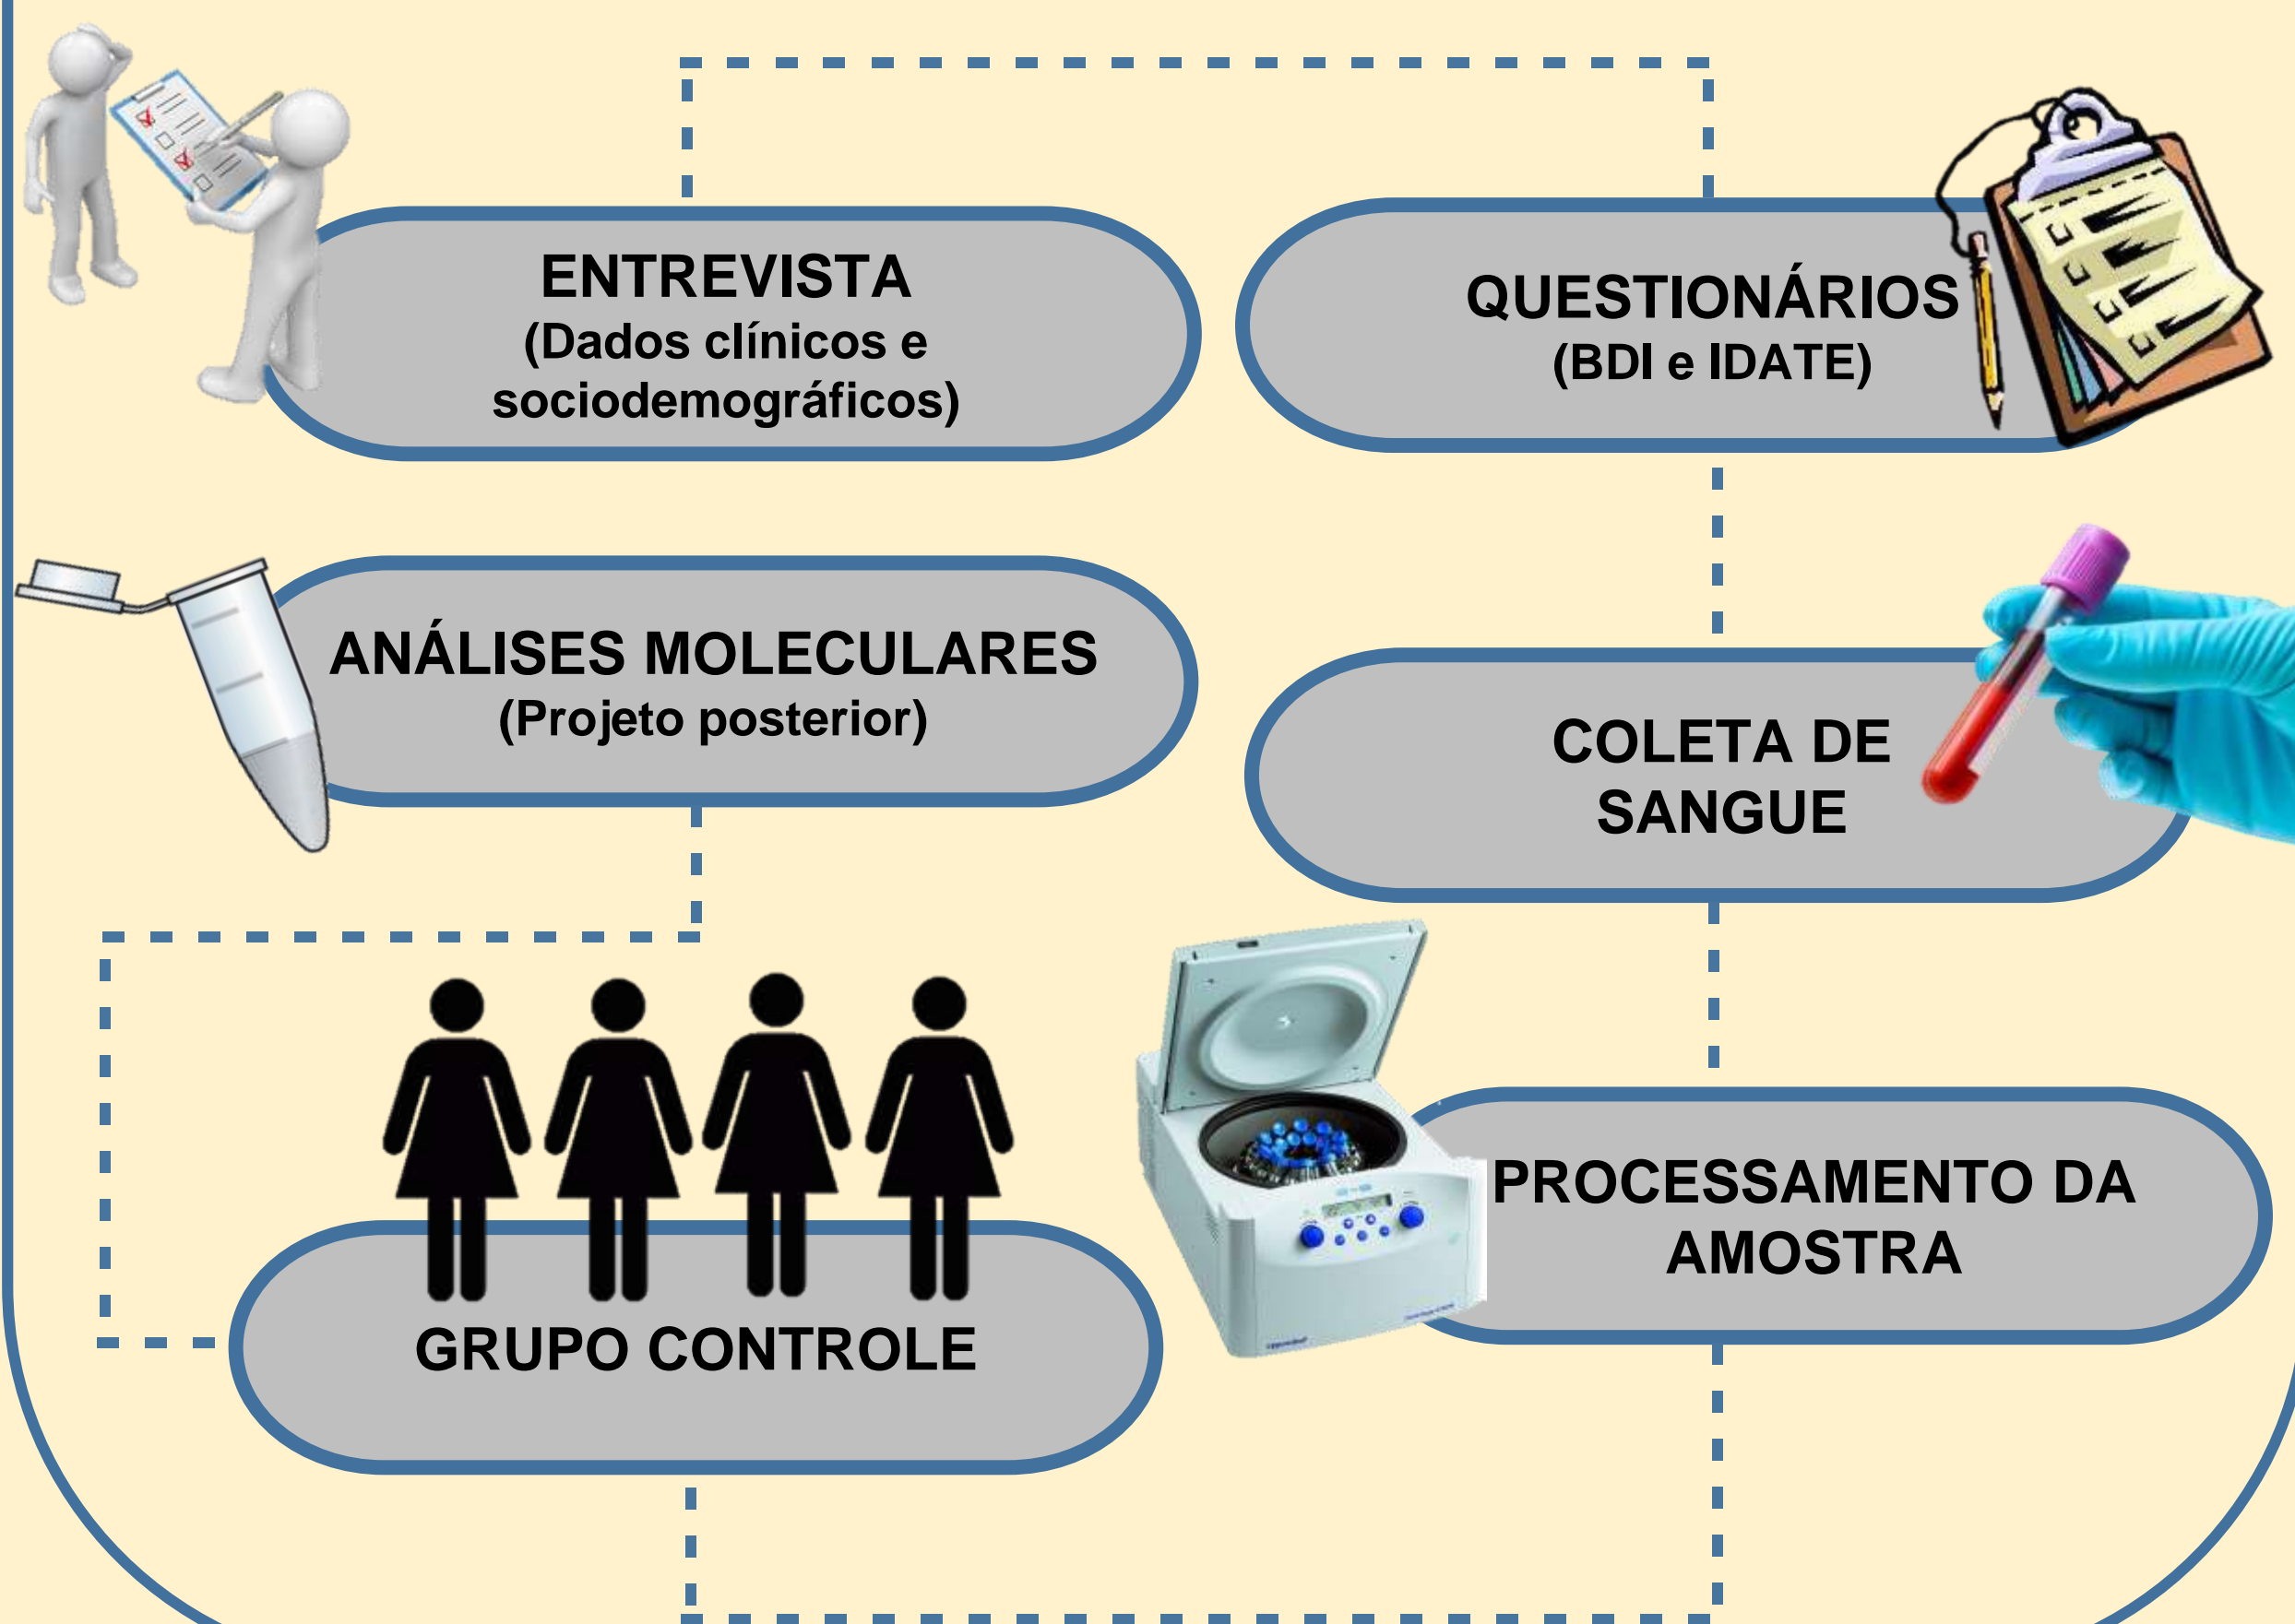 ENTREVISTA
(Dados clínicos e
sociodemográficos)
QUESTIONÁRIOS
(BDI e IDATE)
ANÁLISES MOLECULARES
(Projeto posterior)
COLETA DE
SANGUE
PROCESSAMENTO DA
AMOSTRA
GRUPO CONTROLE